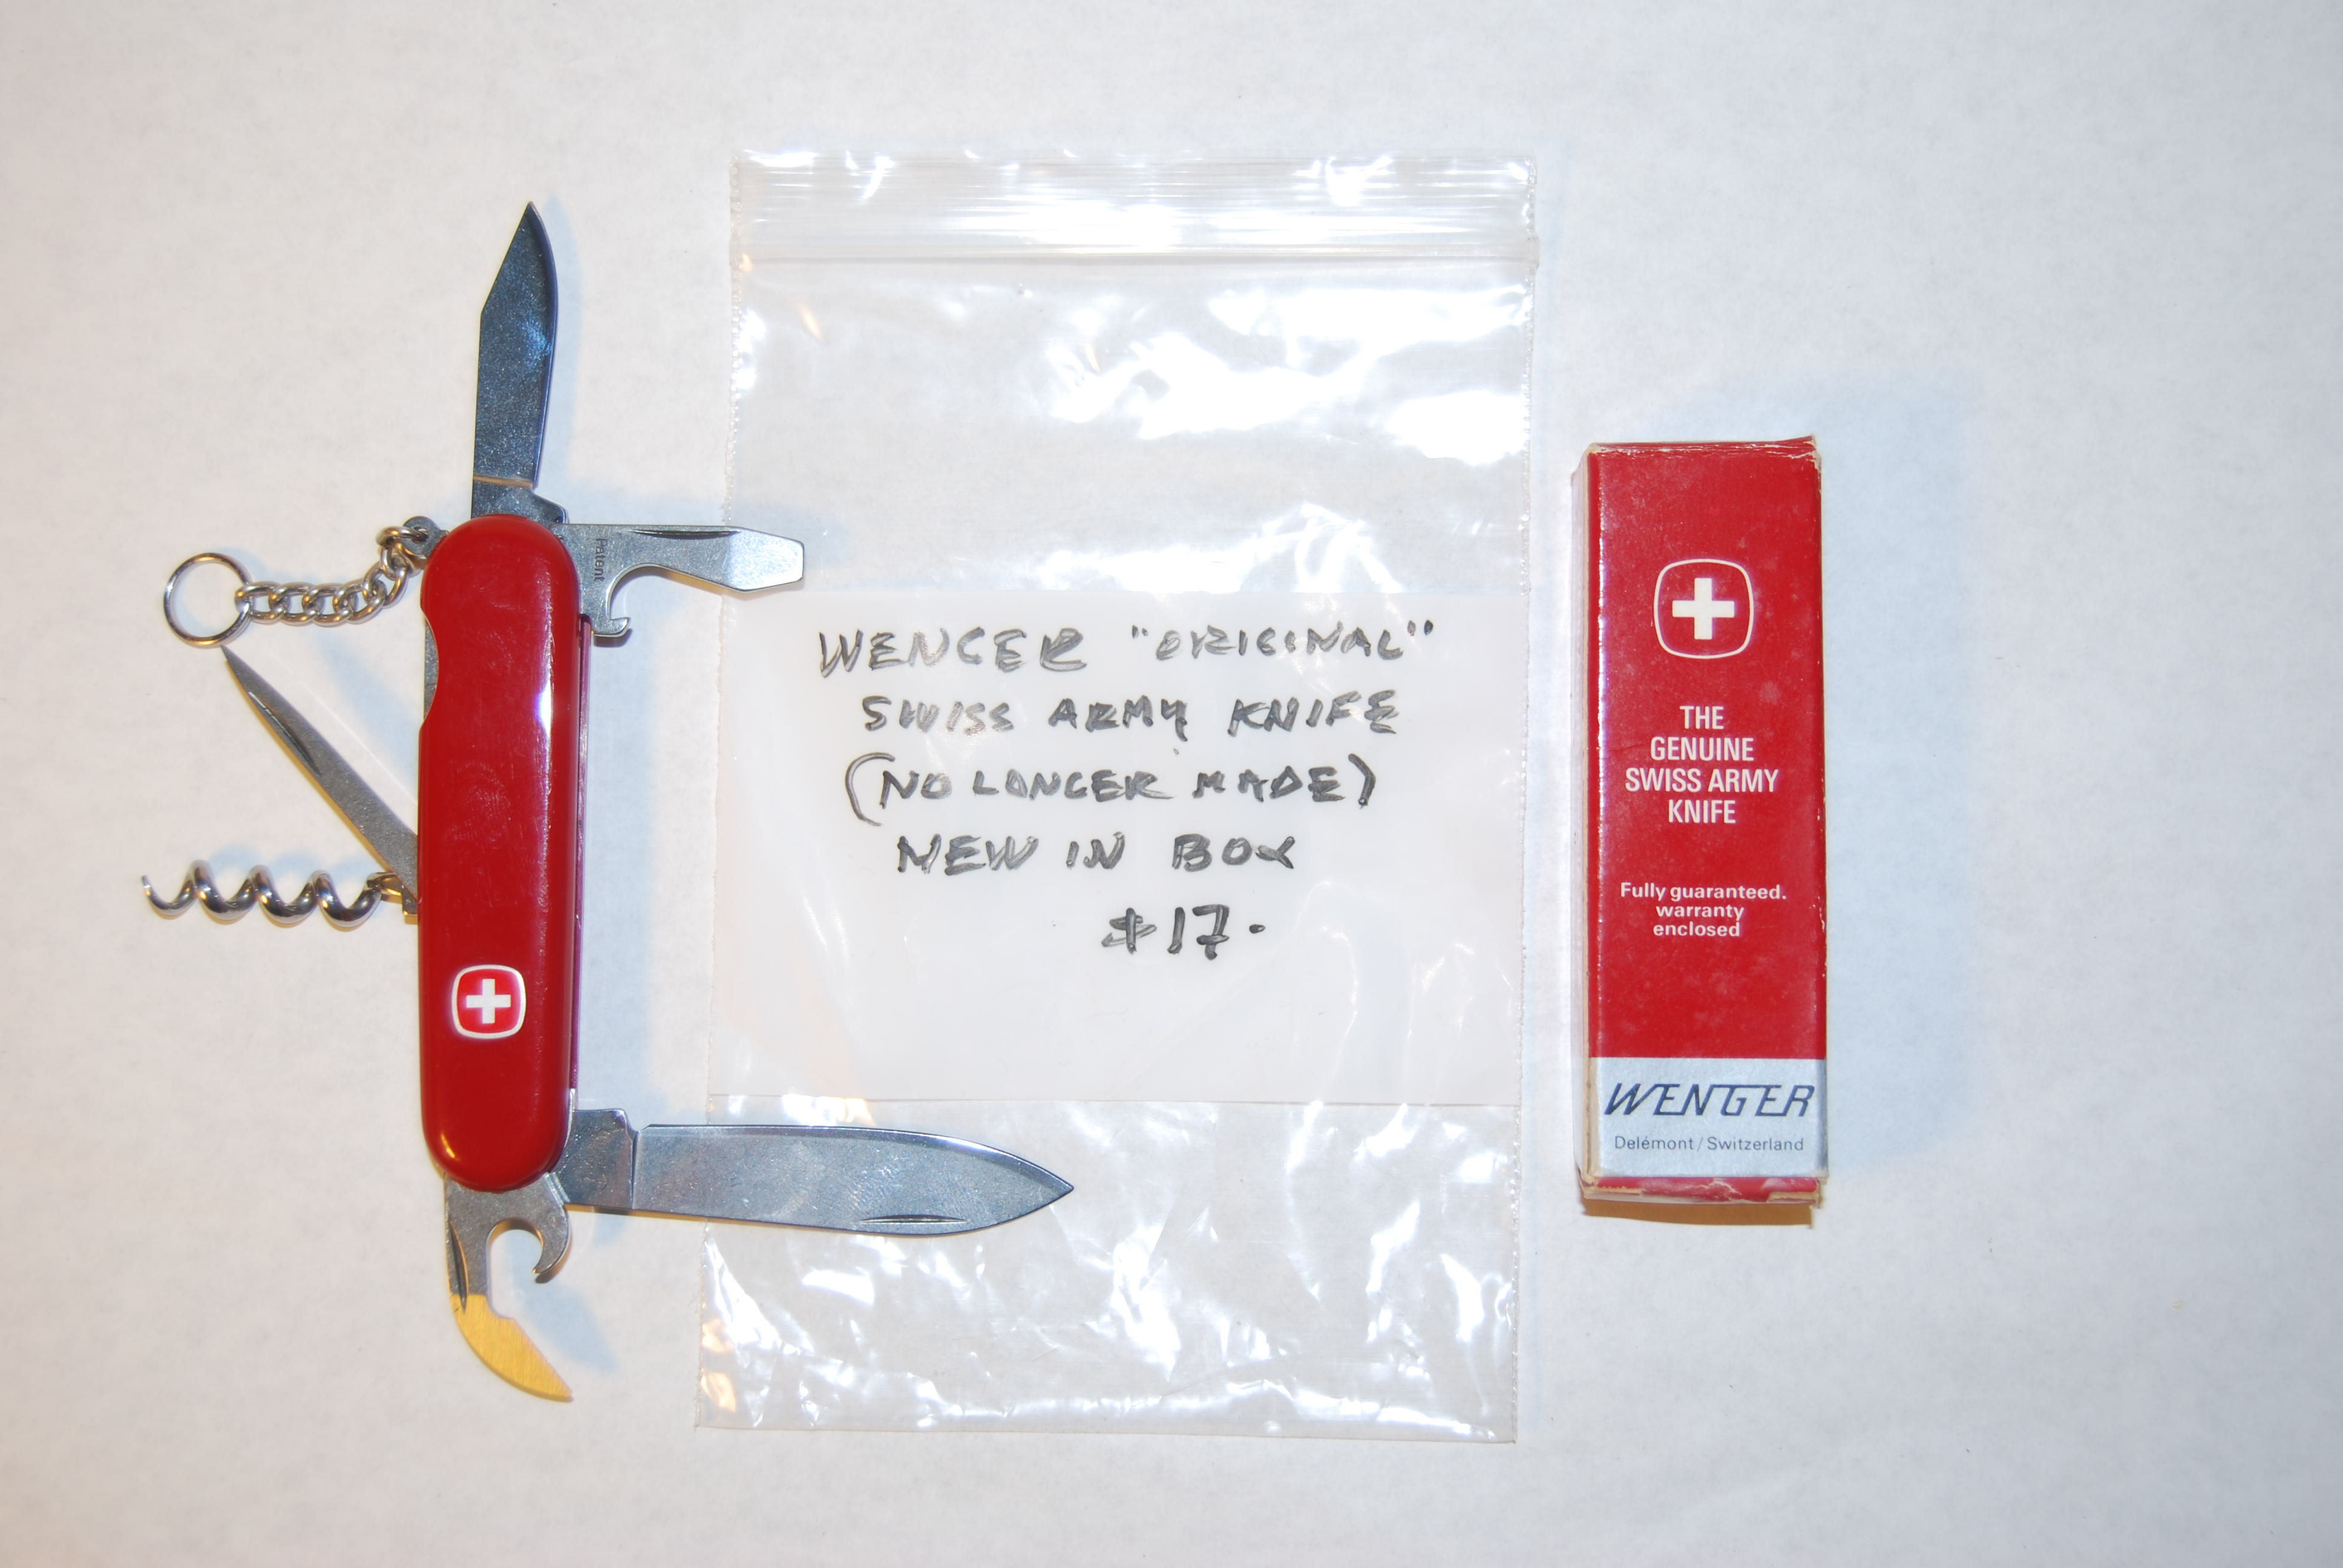 Patent
WENGER "ORIGINAL"
SWISS ARMY KNIFE
(NO LONGER MADE)
NEW IN BOX
$17.
THE
GENUINE
SWISS ARMY
KNIFE
Fully guaranteed.
warranty
enclosed
WENGER
Delémont / Switzerland